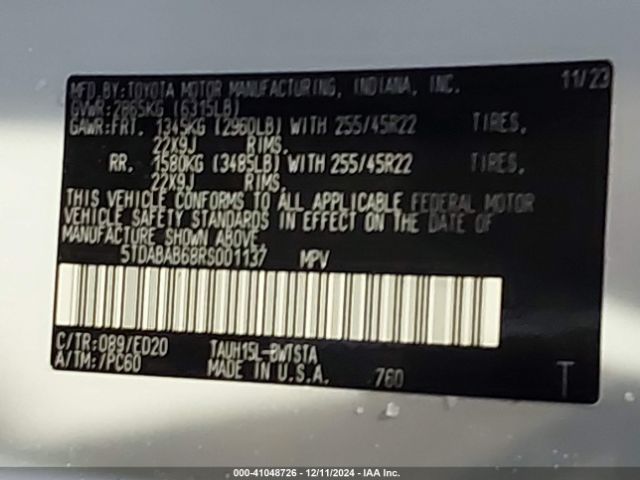 MFD.BY:TOYOTA MOTOR MANUFACTURING, INDIANA, INC. 11/23
GVWR:2865KG (6315LB)
GAWR:FRT. 1345KG (2960LB) WITH 255/45R22 TIRES,
22X9J RIMS,
RR. 1580KG (3485LB) WITH 255/45R22 TIRES,
22X9J RIMS,
THIS VEHICLE CONFORMS TO ALL APPLICABLE FEDERAL MOTOR
VEHICLE SAFETY STANDARDS IN EFFECT ON THE DATE OF
MANUFACTURE SHOWN ABOVE.
5TDABAB68RS001137 MPV
C/TR:089/ED20 TAUH15L-BWTSTA
A/TM:/PC60 MADE IN U.S.A. 760 T
000-41048726 - 12/11/2024 - IAA Inc.